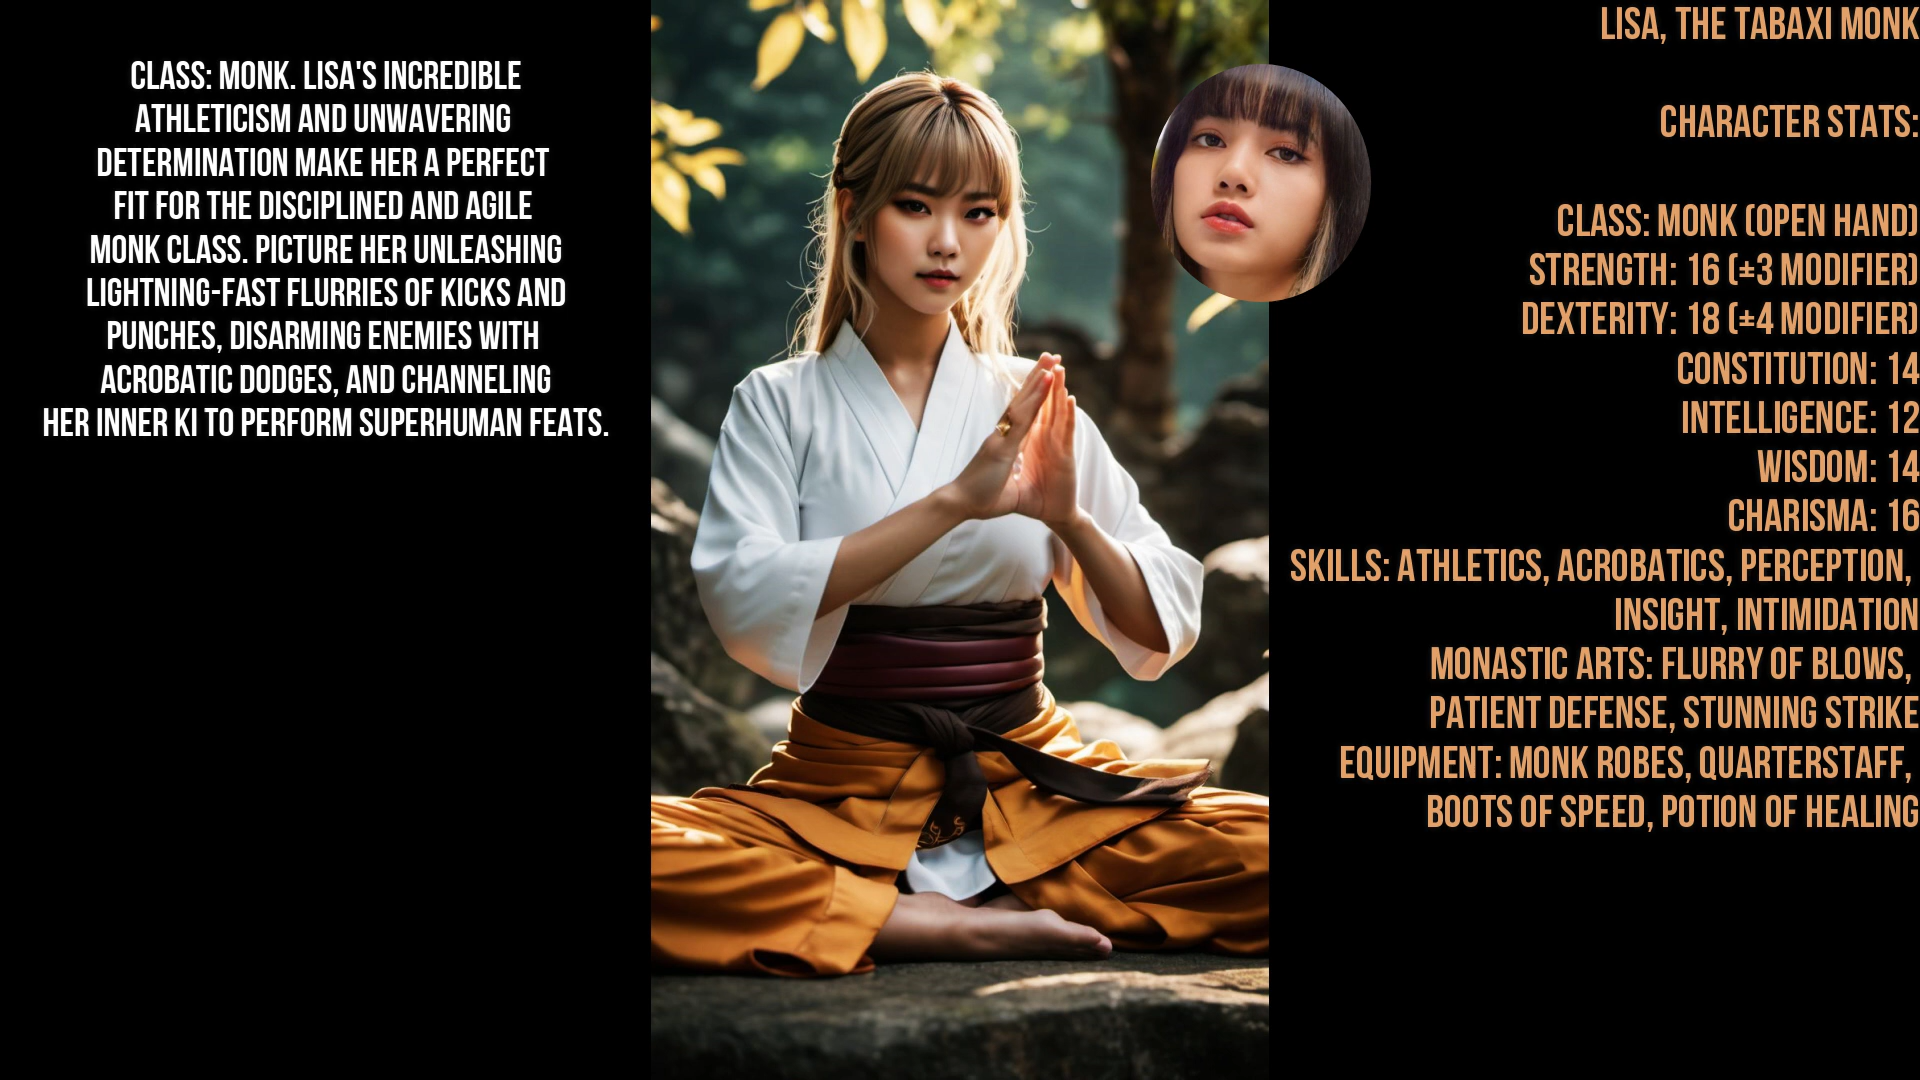 CLASS: MONK. LISA'S INCREDIBLE
ATHLETICISM AND UNWAVERING
DETERMINATION MAKE HER A PERFECT
FIT FOR THE DISCIPLINED AND AGILE
MONK CLASS. PICTURE HER UNLEASHING
LIGHTNING-FAST FLURRIES OF KICKS AND
PUNCHES, DISARMING ENEMIES WITH
ACROBATIC DODGES, AND CHANNELING
HER INNER KI TO PERFORM SUPERHUMAN FEATS.
LISA, THE TABAXI MONK
CHARACTER STATS:
CLASS: MONK (OPEN HAND)
STRENGTH: 16 (±3 MODIFIER)
DEXTERITY: 18 (±4 MODIFIER)
CONSTITUTION: 14
INTELLIGENCE: 12
WISDOM: 14
CHARISMA: 16
SKILLS: ATHLETICS, ACROBATICS, PERCEPTION,
INSIGHT, INTIMIDATION
MONASTIC ARTS: FLURRY OF BLOWS,
PATIENT DEFENSE, STUNNING STRIKE
EQUIPMENT: MONK ROBES, QUARTERSTAFF,
BOOTS OF SPEED, POTION OF HEALING